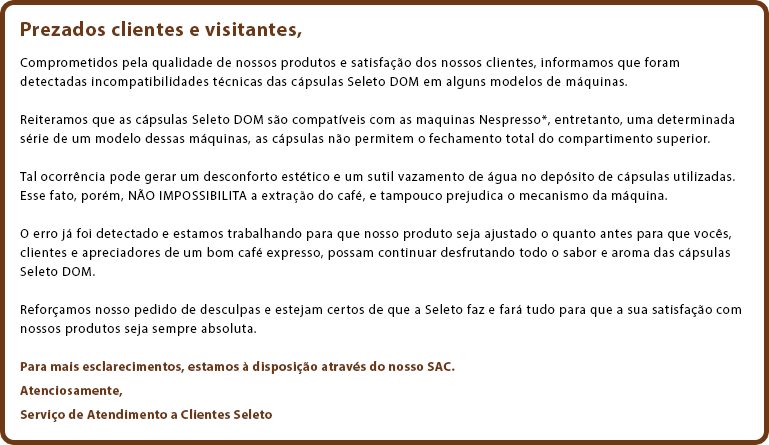 Prezados clientes e visitantes,
Comprometidos pela qualidade de nossos produtos e satisfação dos nossos clientes, informamos que foram
detectadas incompatibilidades técnicas das cápsulas Seleto DOM em alguns modelos de máquinas.
Reiteramos que as cápsulas Seleto DOM são compatíveis com as maquinas Nespresso*, entretanto, uma determinada
série de um modelo dessas máquinas, as cápsulas não permitem o fechamento total do compartimento superior.
Tal ocorrência pode gerar um desconforto estético e um sutil vazamento de água no depósito de cápsulas utilizadas.
Esse fato, porém, NÃO IMPOSSIBILITA a extração do café, e tampouco prejudica o mecanismo da máquina.
O erro já foi detectado e estamos trabalhando para que nosso produto seja ajustado o quanto antes para que vocês,
clientes e apreciadores de um bom café expresso, possam continuar desfrutando todo o sabor e aroma das cápsulas
Seleto DOM.
Reforçamos nosso pedido de desculpas e estejam certos de que a Seleto faz e fará tudo para que a sua satisfação com
nossos produtos seja sempre absoluta.
Para mais esclarecimentos, estamos à disposição através do nosso SAC.
Atenciosamente,
Serviço de Atendimento a Clientes Seleto